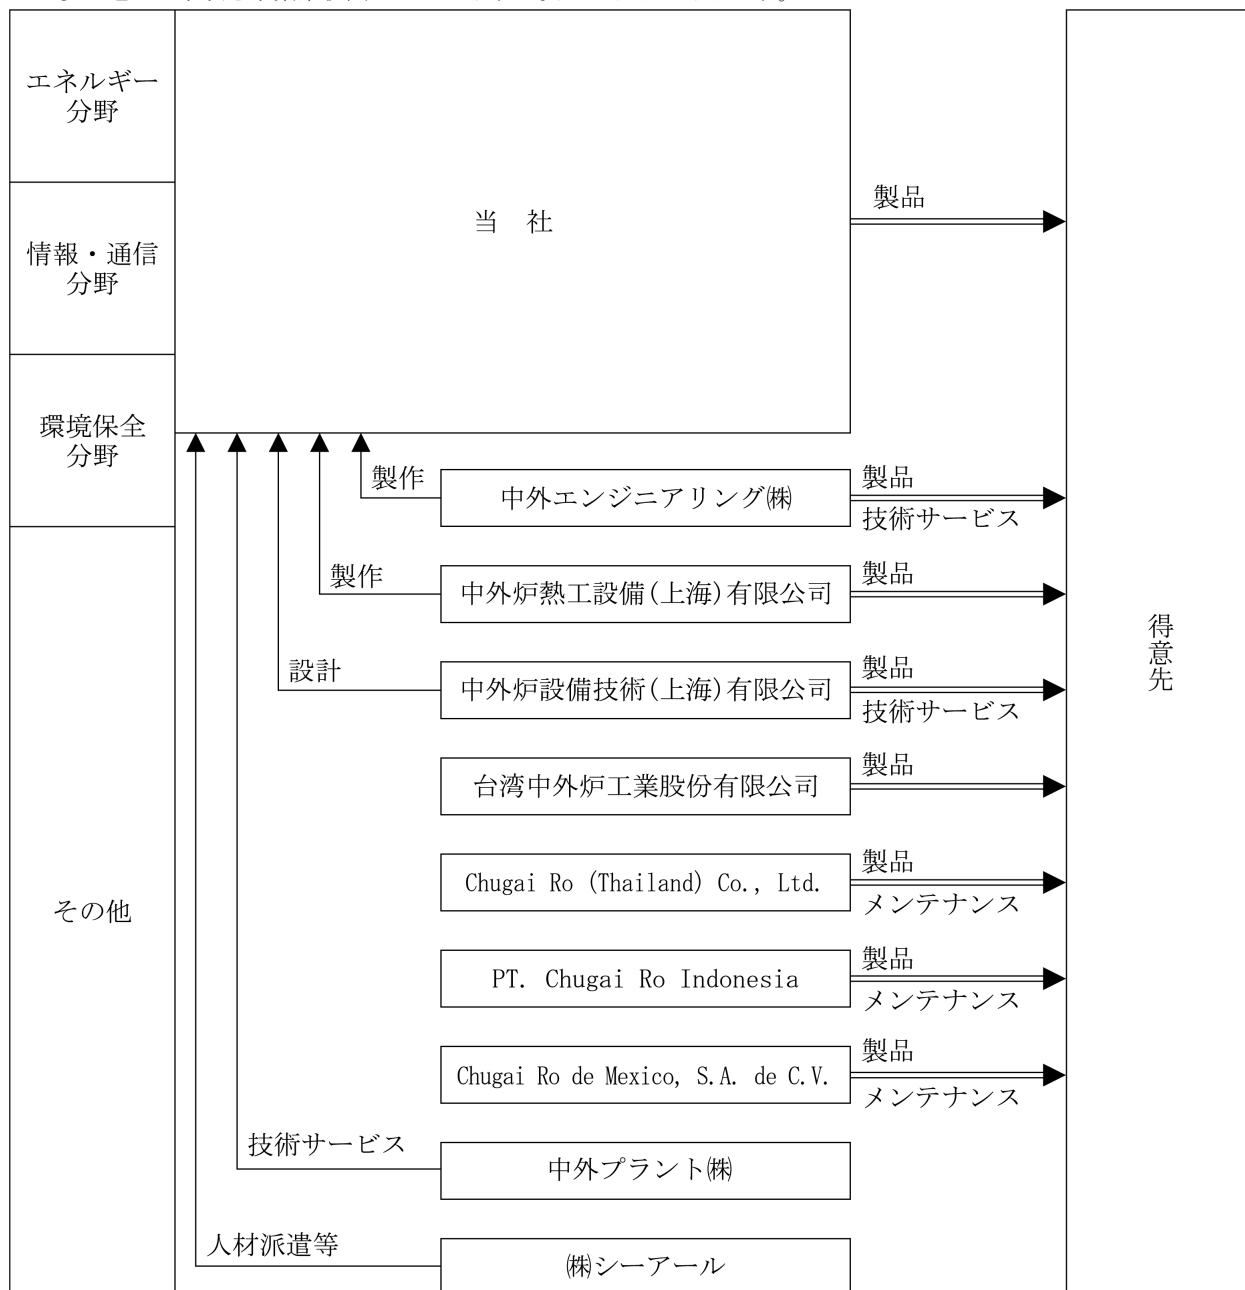 エネルギー
分野
情報・通信
分野
環境保全
分野
その他
当　社
製品
製作
中外エンジニアリング㈱
製品
技術サービス
製作
中外炉熱工設備(上海)有限公司
製品
設計
中外炉設備技術(上海)有限公司
製品
技術サービス
台湾中外炉工業股份有限公司
製品
Chugai Ro (Thailand) Co., Ltd.
製品
メンテナンス
PT. Chugai Ro Indonesia
製品
メンテナンス
Chugai Ro de Mexico, S.A. de C.V.
製品
メンテナンス
技術サービス
中外プラント㈱
人材派遣等
㈱シーアール
得意先